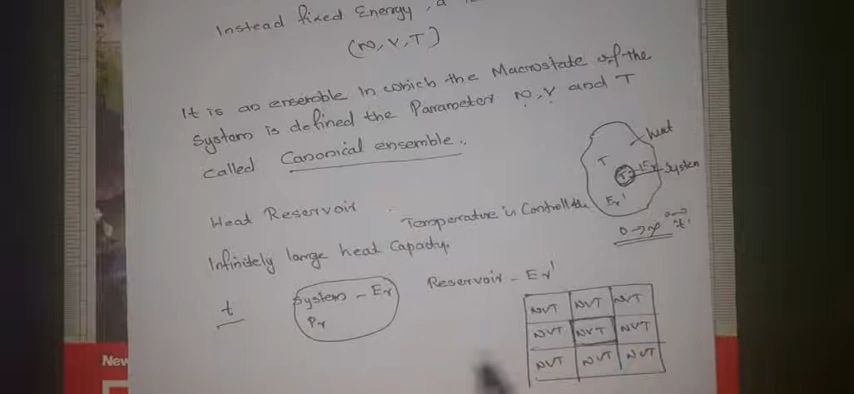 Instead fixed Energy, a
(N, V, T)
It is an ensemble in which the Macrostate of the
System is defined the Parameter N, V and T
called Canonical ensemble.
heat
T
T Er System
Er'
0→∞ 't'
Heat Reservoir
Temperature is Controlled
Infinitely large heat Capacity.
t
System - Er
Pr
Reservoir - Er'
NVT NVT NVT
NVT NVT NVT
NVT NVT NVT
New